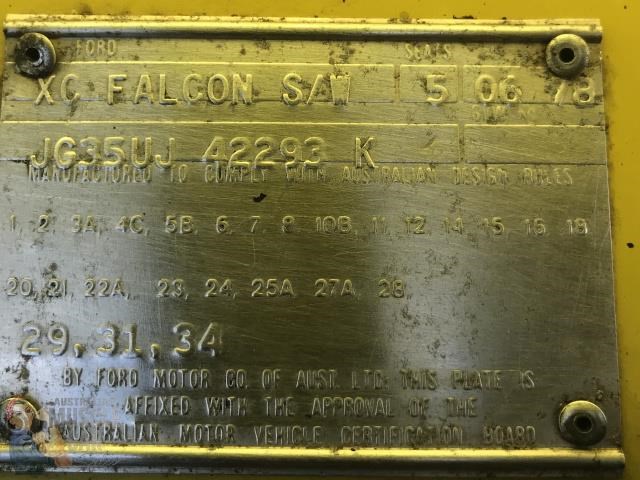 FORD SEATS
XC FALCON S/W 5 06 78
JG35UJ 42293 K
MANUFACTURED TO COMPLY WITH AUSTRALIAN DESIGN RULES
1, 2, 3A, 4C, 5B, 6, 7, 8, 10B, 11, 12, 14, 15, 16, 18
20, 21, 22A, 23, 24, 25A, 27A, 28
29,31,34
BY FORD MOTOR CO. OF AUST. LTD. THIS PLATE IS
AFFIXED WITH THE APPROVAL OF THE
AUSTRALIAN MOTOR VEHICLE CERTIFICATION BOARD
AUSTRALIAN